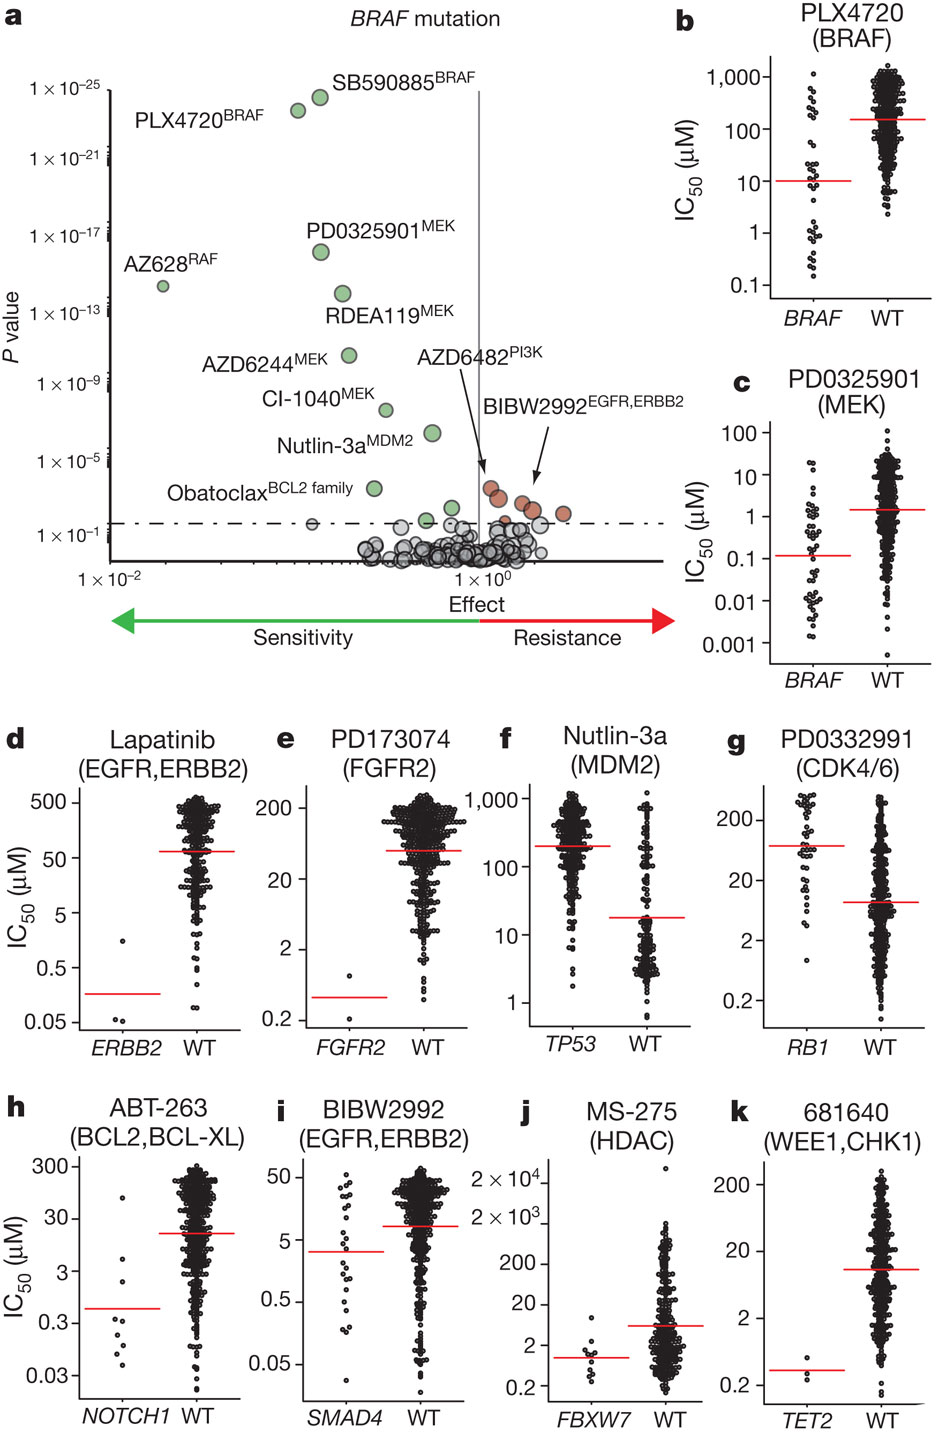 a
BRAF mutation
P value
1 × 10⁻²⁵
1 × 10⁻²¹
1 × 10⁻¹⁷
1 × 10⁻¹³
1 × 10⁻⁹
1 × 10⁻⁵
1 × 10⁻¹
SB590885BRAF
PLX4720BRAF
PD0325901MEK
AZ628RAF
RDEA119MEK
AZD6244MEK
AZD6482PI3K
CI-1040MEK
BIBW2992EGFR,ERBB2
Nutlin-3aMDM2
ObatoclaxBCL2 family
1 × 10⁻²
1 × 10⁰
Effect
Sensitivity
Resistance
b
PLX4720
(BRAF)
IC50 (μM)
1,000
100
10
1
0.1
BRAF WT
c
PD0325901
(MEK)
IC50 (μM)
100
10
1
0.1
0.01
0.001
BRAF WT
d
Lapatinib
(EGFR,ERBB2)
IC50 (μM)
500
50
5
0.5
0.05
ERBB2 WT
e
PD173074
(FGFR2)
200
20
2
0.2
FGFR2 WT
f
Nutlin-3a
(MDM2)
1,000
100
10
1
TP53 WT
g
PD0332991
(CDK4/6)
200
20
2
0.2
RB1 WT
h
ABT-263
(BCL2,BCL-XL)
IC50 (μM)
300
30
3
0.3
0.03
NOTCH1 WT
i
BIBW2992
(EGFR,ERBB2)
50
5
0.5
0.05
SMAD4 WT
j
MS-275
(HDAC)
2 × 10⁴
2 × 10³
200
20
2
0.2
FBXW7 WT
k
681640
(WEE1,CHK1)
200
20
2
0.2
TET2 WT